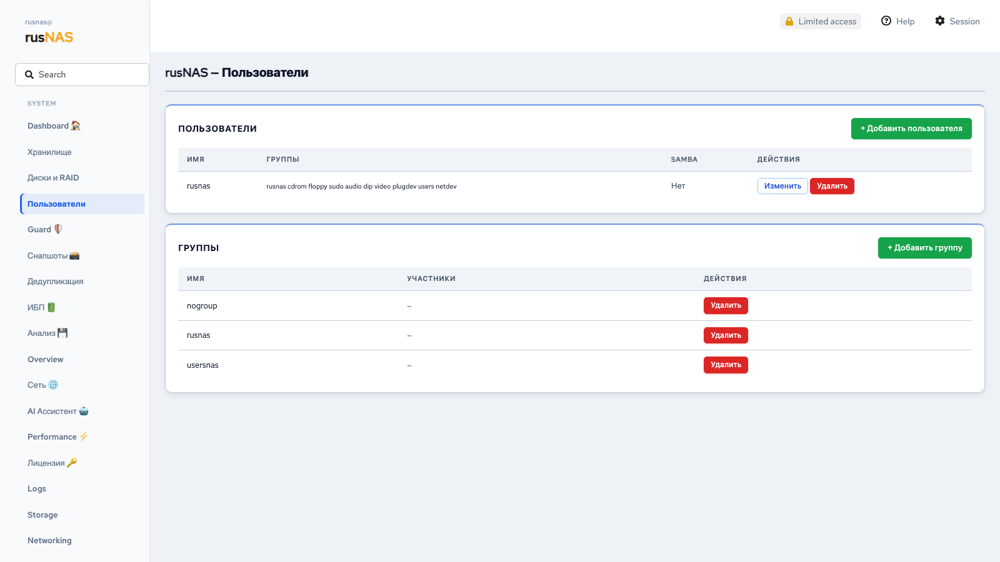 rusnas@
rusNAS
Search
SYSTEM
Dashboard 🏠
Хранилище
Диски и RAID
Пользователи
Guard 🛡️
Снапшоты 📸
Дедупликация
ИБП 🔋
Анализ 💾
Overview
Сеть 🌐
AI Ассистент 🤖
Performance ⚡
Лицензия 🔑
Logs
Storage
Networking
Limited access
Help
Session
rusNAS — Пользователи
ПОЛЬЗОВАТЕЛИ
+ Добавить пользователя
ИМЯ ГРУППЫ SAMBA ДЕЙСТВИЯ
rusnas rusnas cdrom floppy sudo audio dip video plugdev users netdev Нет Изменить Удалить
ГРУППЫ
+ Добавить группу
ИМЯ УЧАСТНИКИ ДЕЙСТВИЯ
nogroup – Удалить
rusnas – Удалить
usersnas – Удалить